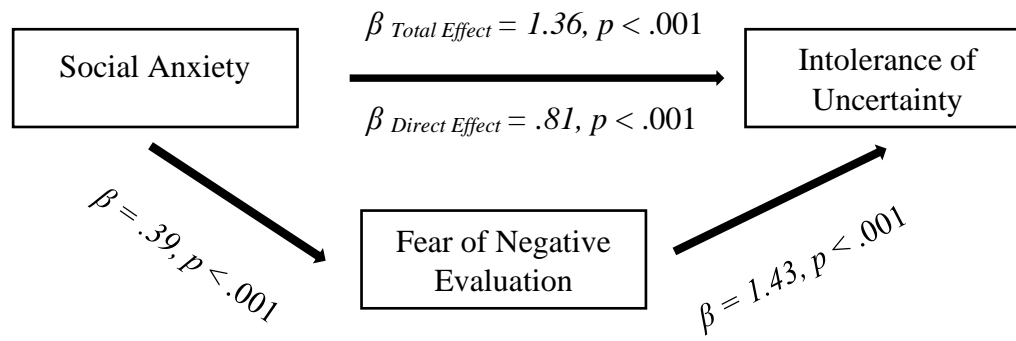 β Total Effect = 1.36, p < .001
Social Anxiety
Intolerance of
Uncertainty
β Direct Effect = .81, p < .001
β = .39, p < .001
Fear of Negative
Evaluation
β = 1.43, p < .001